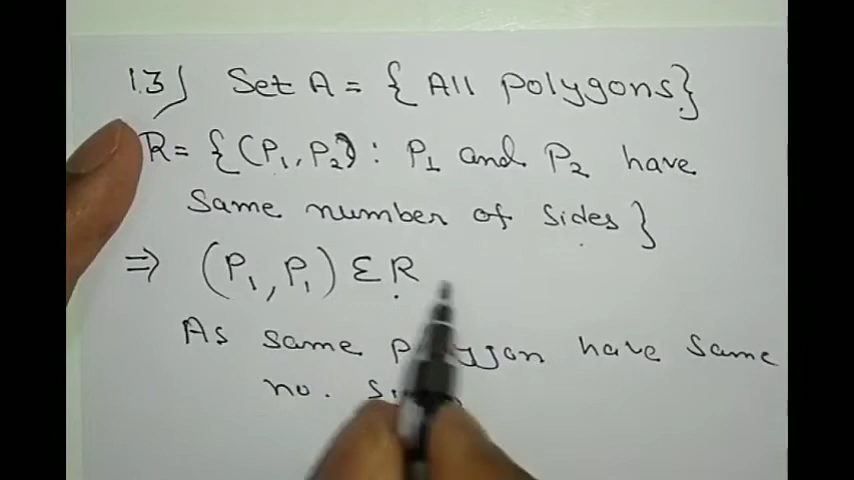 13) Set A = { All polygons}
R = {(P1, P2) : P1 and P2 have
same number of sides}
⇒ (P1, P1) ε R
As same polygon have same
no.